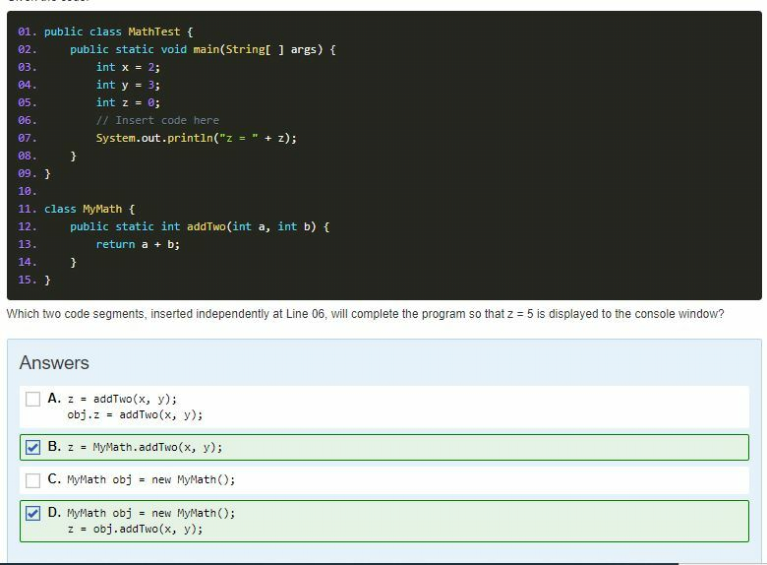 01. public class MathTest {
02. public static void main(String[ ] args) {
03. int x = 2;
04. int y = 3;
05. int z = 0;
06. // Insert code here
07. System.out.println("z = " + z);
08. }
09. }
10.
11. class MyMath {
12. public static int addTwo(int a, int b) {
13. return a + b;
14. }
15. }
Which two code segments, inserted independently at Line 06, will complete the program so that z = 5 is displayed to the console window?
Answers
A. z = addTwo(x, y);
obj.z = addTwo(x, y);
B. z = MyMath.addTwo(x, y);
C. MyMath obj = new MyMath();
D. MyMath obj = new MyMath();
z = obj.addTwo(x, y);